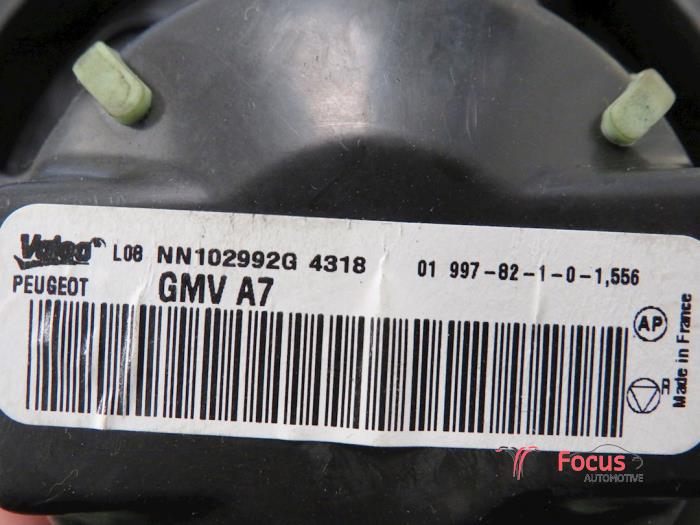 Valeo L08 NN102992G 4318 01 997-82-1-0-1,556
PEUGEOT GMV A7
AP
Made in France
R
Focus
AUTOMOTIVE